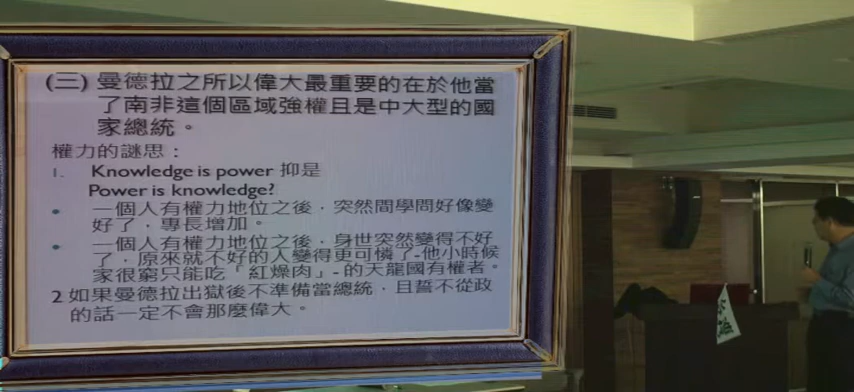 (三) 曼德拉之所以偉大最重要的在於他當
了南非這個區域強權且是中大型的國
家總統。
權力的謎思：
1. Knowledge is power 抑是
Power is knowledge?
• 一個人有權力地位之後，突然間學問好像變
好了，專長增加。
• 一個人有權力地位之後，身世突然變得不好
了，原來就不好的人變得更可憐了-他小時候
家很窮只能吃「紅燥肉」-的天龍國有權者。
2 如果曼德拉出獄後不準備當總統，且誓不從政
的話一定不會那麼偉大。